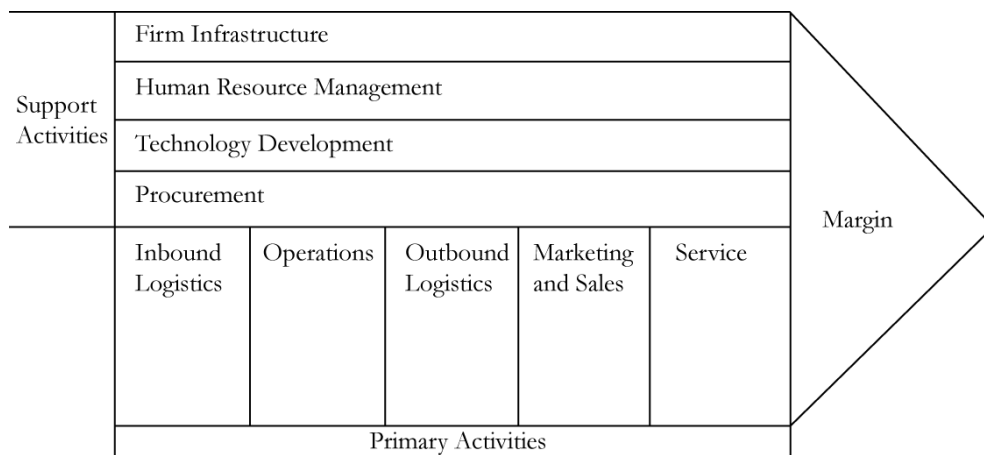 Firm Infrastructure
Human Resource Management
Support
Activities
Technology Development
Procurement
Margin
Inbound
Logistics
Operations
Outbound
Logistics
Marketing
and Sales
Service
Primary Activities